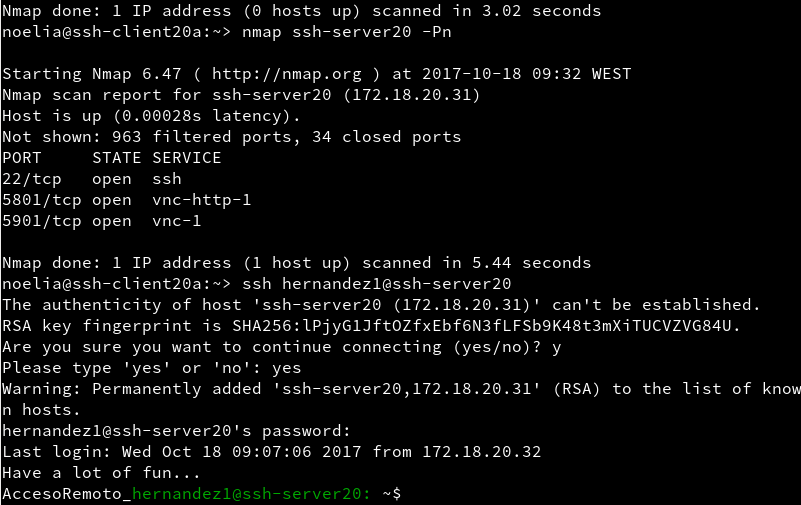 Nmap done: 1 IP address (0 hosts up) scanned in 3.02 seconds
noelia@ssh-client20a:~> nmap ssh-server20 -Pn
Starting Nmap 6.47 ( http://nmap.org ) at 2017-10-18 09:32 WEST
Nmap scan report for ssh-server20 (172.18.20.31)
Host is up (0.00028s latency).
Not shown: 963 filtered ports, 34 closed ports
PORT     STATE SERVICE
22/tcp   open  ssh
5801/tcp open  vnc-http-1
5901/tcp open  vnc-1
Nmap done: 1 IP address (1 host up) scanned in 5.44 seconds
noelia@ssh-client20a:~> ssh hernandez1@ssh-server20
The authenticity of host 'ssh-server20 (172.18.20.31)' can't be established.
RSA key fingerprint is SHA256:lPjyG1JftOZfxEbf6N3fLFSb9K48t3mXiTUCVZVG84U.
Are you sure you want to continue connecting (yes/no)? y
Please type 'yes' or 'no': yes
Warning: Permanently added 'ssh-server20,172.18.20.31' (RSA) to the list of know
n hosts.
hernandez1@ssh-server20's password:
Last login: Wed Oct 18 09:07:06 2017 from 172.18.20.32
Have a lot of fun...
AccesoRemoto_hernandez1@ssh-server20: ~$